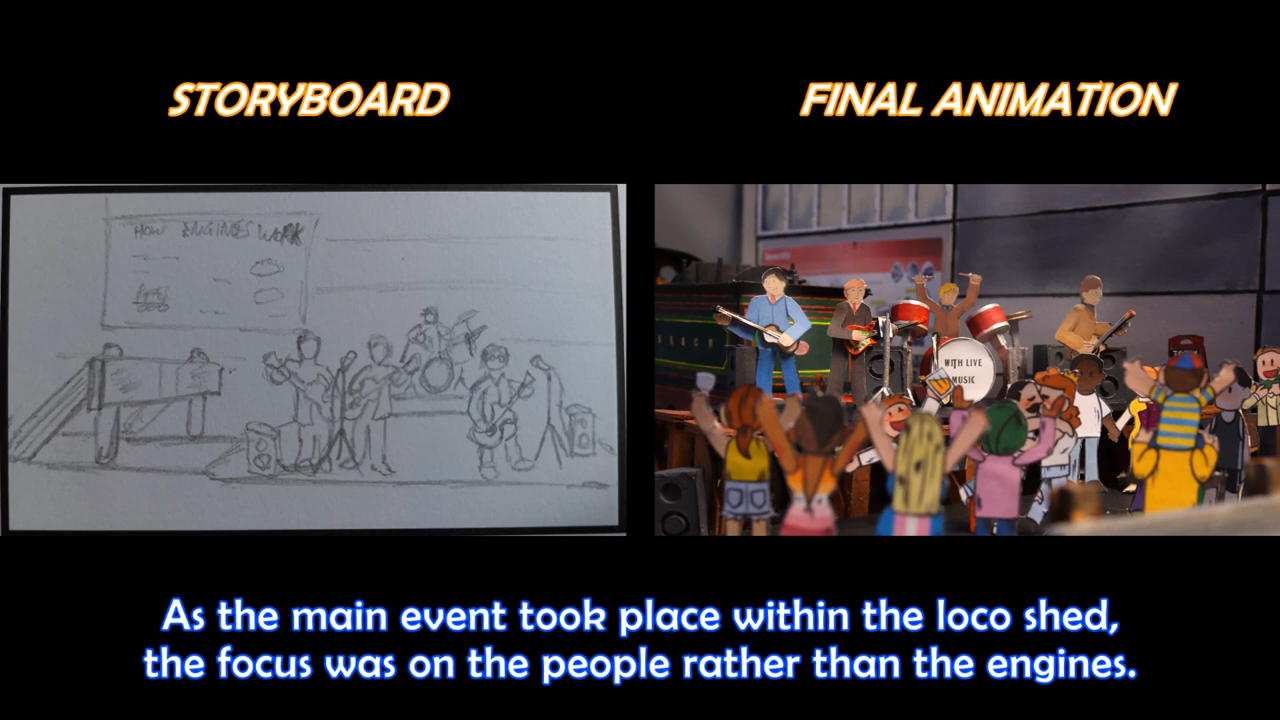 STORYBOARD
FINAL ANIMATION
HOW ENGINES WORK
WITH LIVE
MUSIC
As the main event took place within the loco shed,
the focus was on the people rather than the engines.